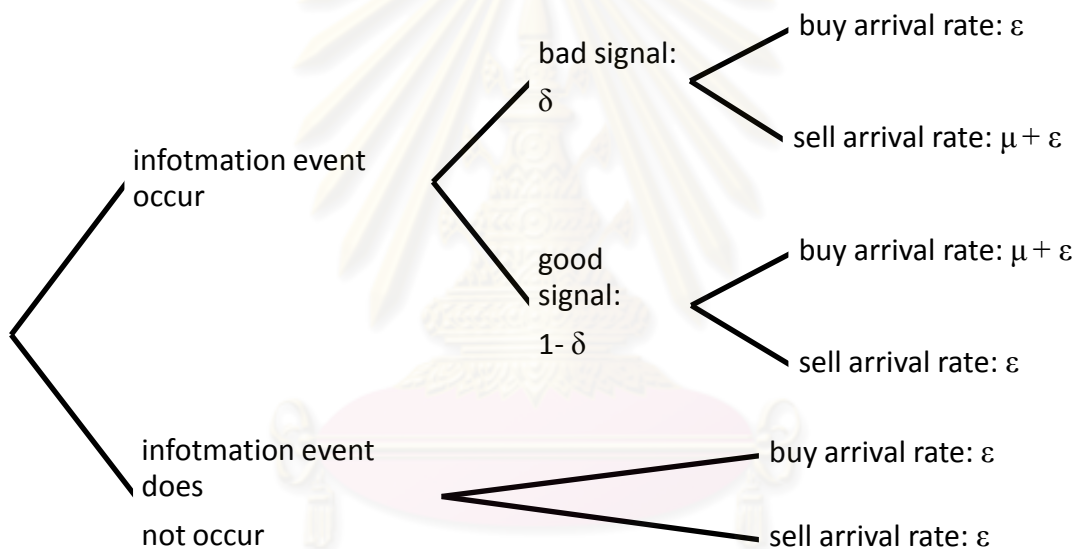 buy arrival rate: ε
bad signal:
δ
sell arrival rate: μ + ε
infotmation event
occur
buy arrival rate: μ + ε
good
signal:
1- δ
sell arrival rate: ε
infotmation event
does
not occur
buy arrival rate: ε
sell arrival rate: ε